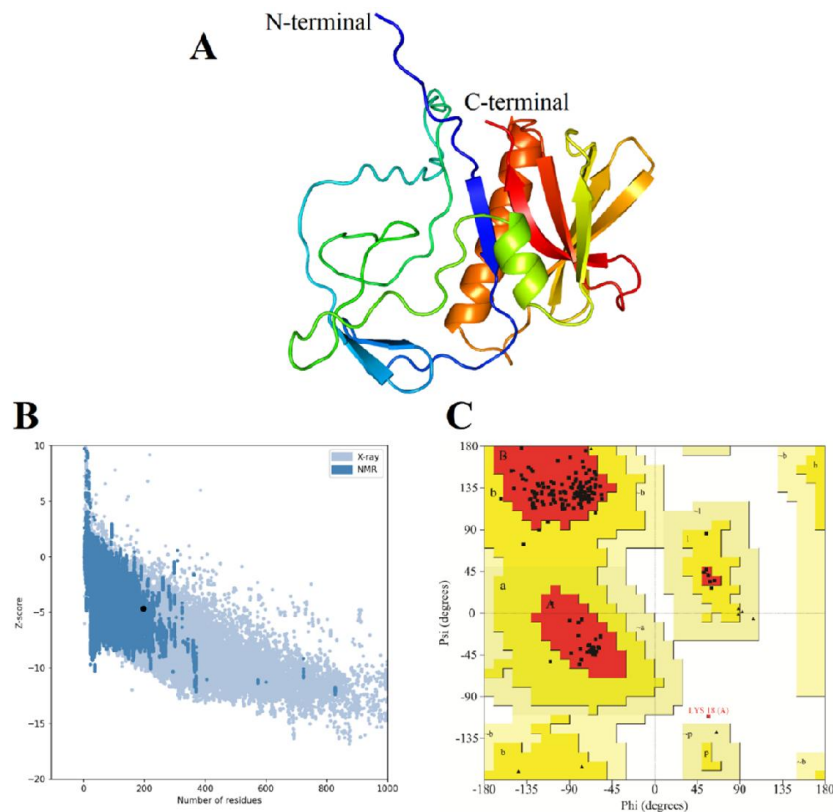 A
N-terminal
C-terminal
B
10
5
0
−5
−10
−15
−20
0
200
400
600
800
1000
Z-score
Number of residues
X-ray
NMR
C
180
135
90
45
0
-45
-90
-135
-180
-135
-90
-45
0
45
90
135
180
Psi (degrees)
Phi (degrees)
B
b
~b
~b
b
~l
l
a
A
~a
LYS 18 (A)
~b
b
~b
~p
p
b
~b